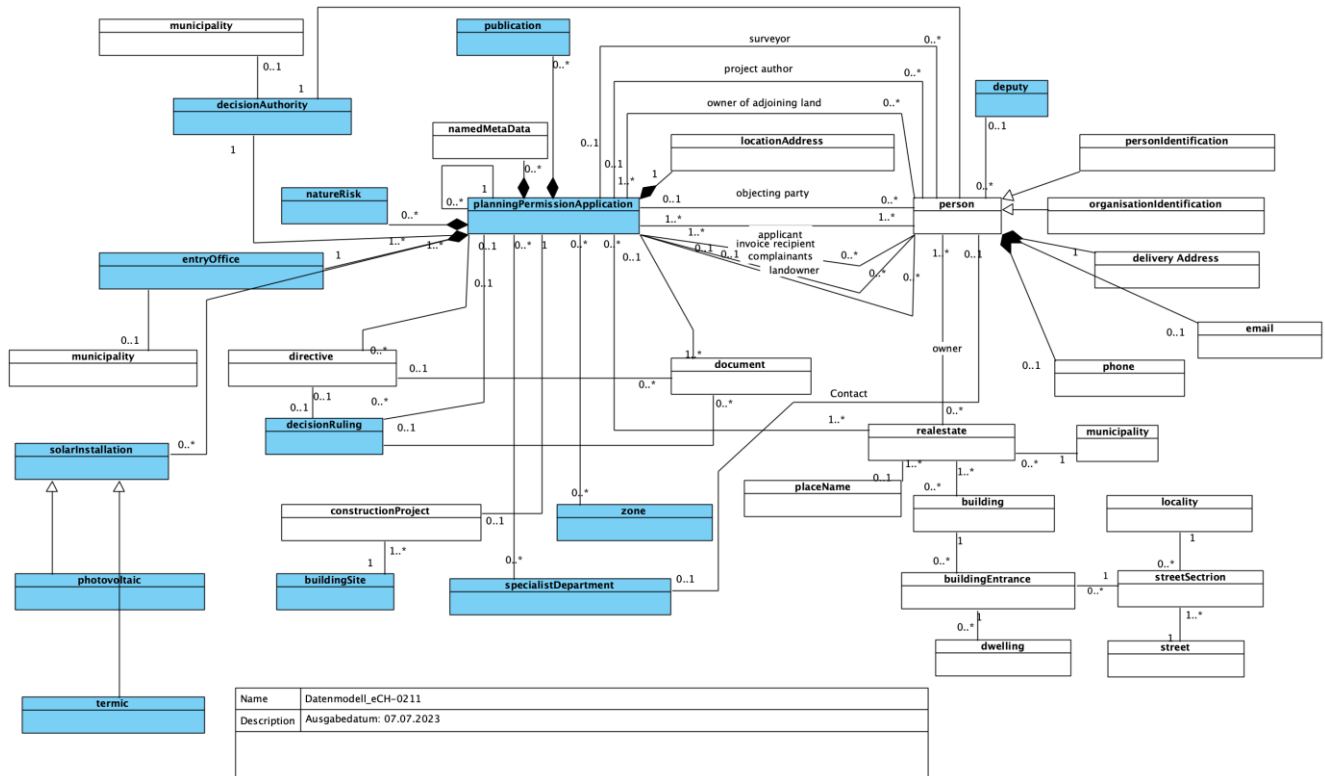 municipality
publication
surveyor
0..*
0..*
project author
0..*
0..1
1
decisionAuthority
owner of adjoining land
0..*
deputy
0..1
namedMetaData
locationAddress
personIdentification
1
0..1
0..1
0..*
1
1..*
natureRisk
0..*
1
planningPermissionApplication
0..1
objecting party
0..*
person
organisationIdentification
0..*
1..*
1..*
1..*
1..*
0..1
0..*
0..*
1
1..*
applicant
invoice recipient
complainants
landowner
0..1
0..1
0..1
0..*
0..*
0..*
1..*
0..1
delivery Address
1
entryOffice
1
0..1
0..1
municipality
email
0..1
directive
0..*
0..1
document
1..*
0..*
owner
phone
0..1
0..1
0..1
0..*
0..1
decisionRuling
0..*
Contact
1..*
0..*
realestate
municipality
0..*
1
solarInstallation
0..*
placeName
0..1
1..*
1..*
0..*
building
locality
constructionProject
0..1
0..*
zone
1
0..*
1
0..*
1..*
1
buildingSite
photovoltaic
0..*
specialistDepartment
0..1
buildingEntrance
1
0..*
streetSectrion
1
0..*
1..*
1
dwelling
street
termic
Name
Datenmodell_eCH-0211
Description
Ausgabedatum: 07.07.2023